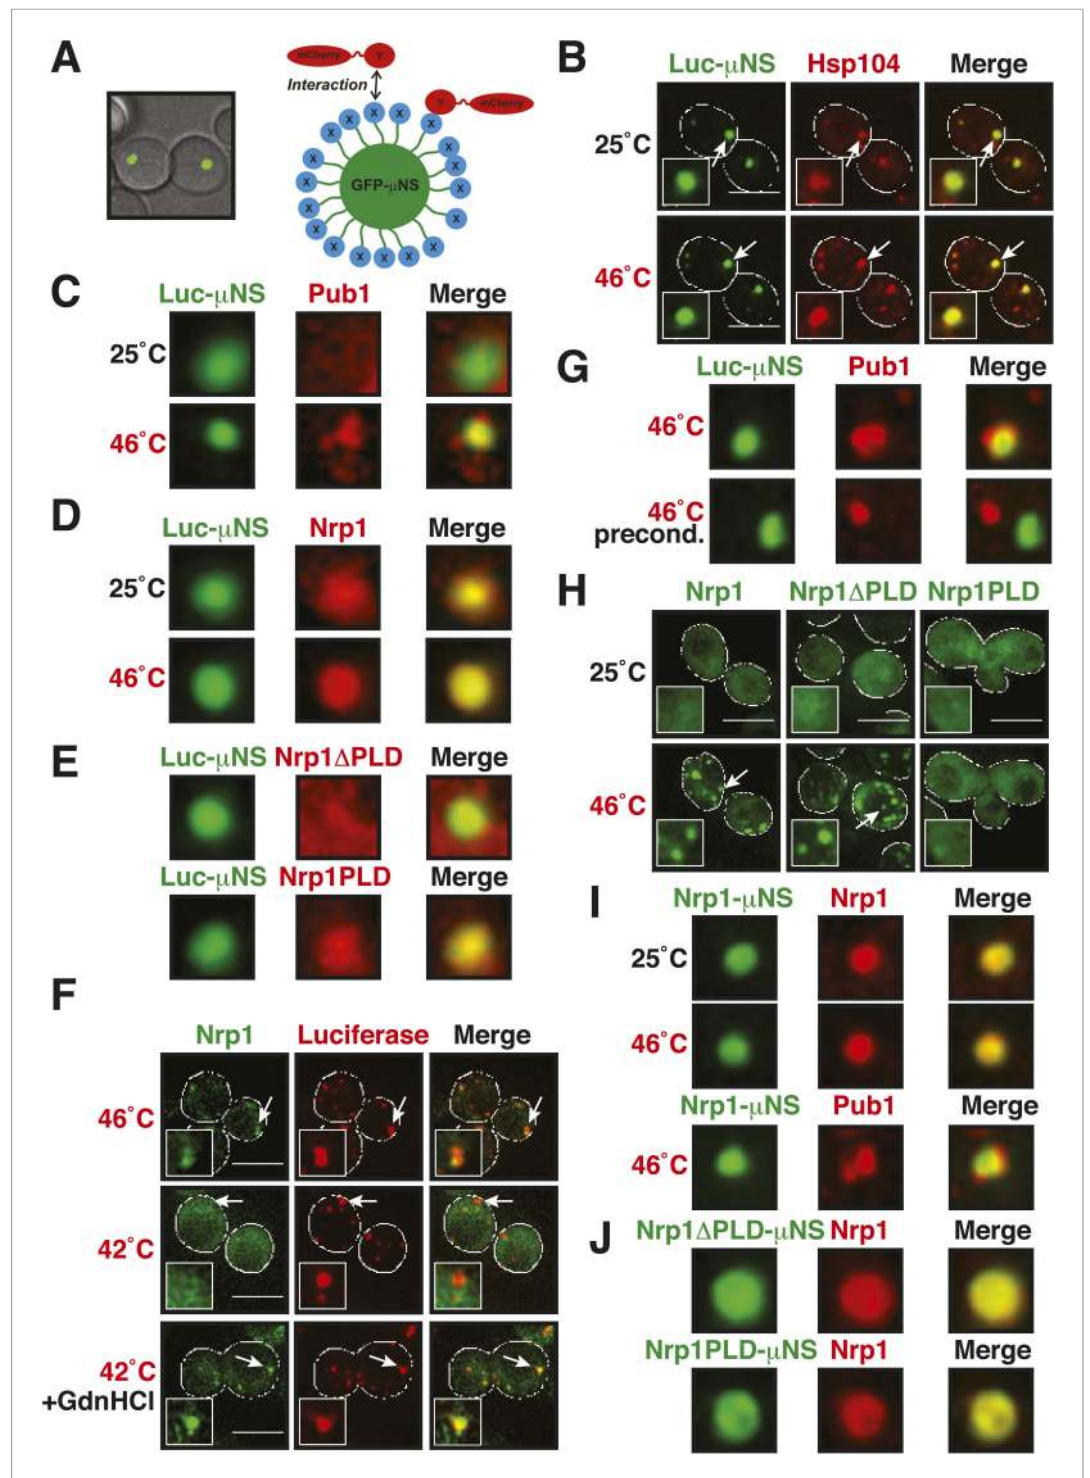 A
mCherry Y
Interaction
Y mCherry
X X X X X X X X X X X X X X X X X
GFP-μNS
B
Luc-μNS Hsp104 Merge
25°C
46°C
C
Luc-μNS Pub1 Merge
25°C
46°C
D
Luc-μNS Nrp1 Merge
25°C
46°C
E
Luc-μNS Nrp1ΔPLD Merge
Luc-μNS Nrp1PLD Merge
F
Nrp1 Luciferase Merge
46°C
42°C
42°C
+GdnHCl
G
Luc-μNS Pub1 Merge
46°C
46°C
precond.
H
Nrp1 Nrp1ΔPLD Nrp1PLD
25°C
46°C
I
Nrp1-μNS Nrp1 Merge
25°C
46°C
Nrp1-μNS Pub1 Merge
46°C
J
Nrp1ΔPLD-μNS Nrp1 Merge
Nrp1PLD-μNS Nrp1 Merge